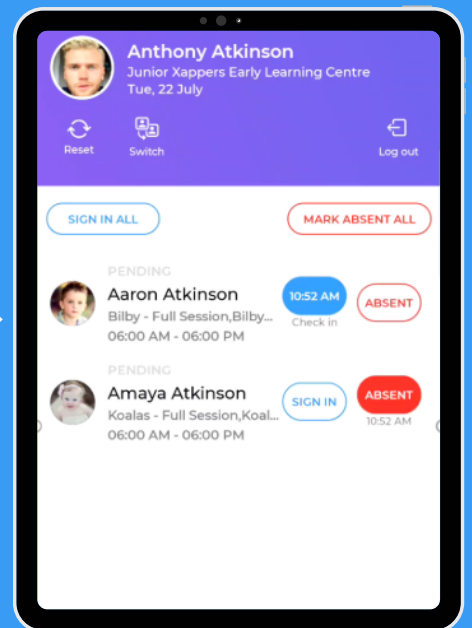 Anthony Atkinson
Junior Xappers Early Learning Centre
Tue, 22 July
Reset
Switch
Log out
SIGN IN ALL
MARK ABSENT ALL
PENDING
Aaron Atkinson
10:52 AM
ABSENT
Bilby - Full Session,Bilby...
Check in
06:00 AM - 06:00 PM
PENDING
Amaya Atkinson
SIGN IN
ABSENT
Koalas - Full Session,Koal...
10:52 AM
06:00 AM - 06:00 PM